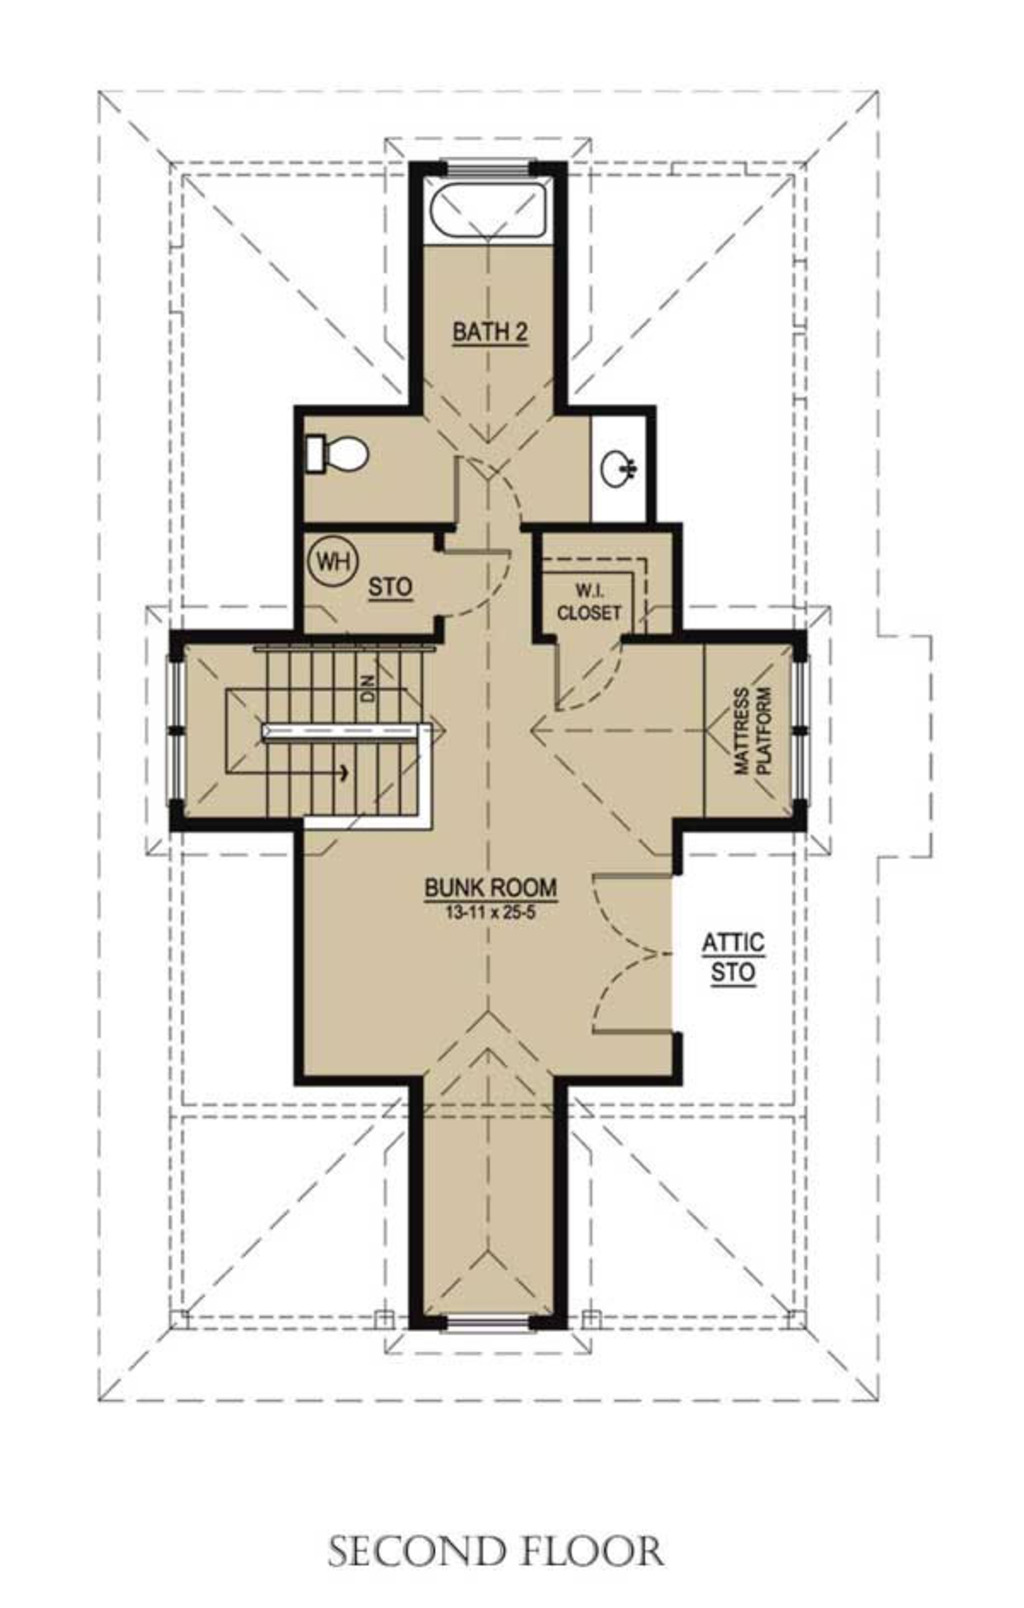 BATH 2
WH
STO
W.I.
CLOSET
DN
MATTRESS
PLATFORM
BUNK ROOM
13-11 x 25-5
ATTIC
STO
SECOND FLOOR